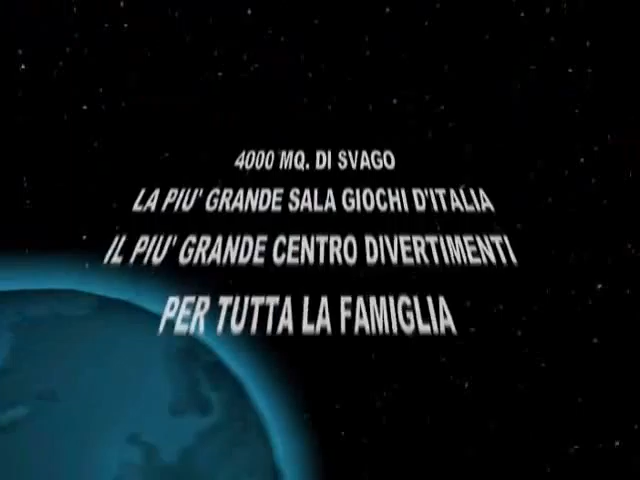 4000 MQ. DI SVAGO
LA PIU' GRANDE SALA GIOCHI D'ITALIA
IL PIU' GRANDE CENTRO DIVERTIMENTI
PER TUTTA LA FAMIGLIA